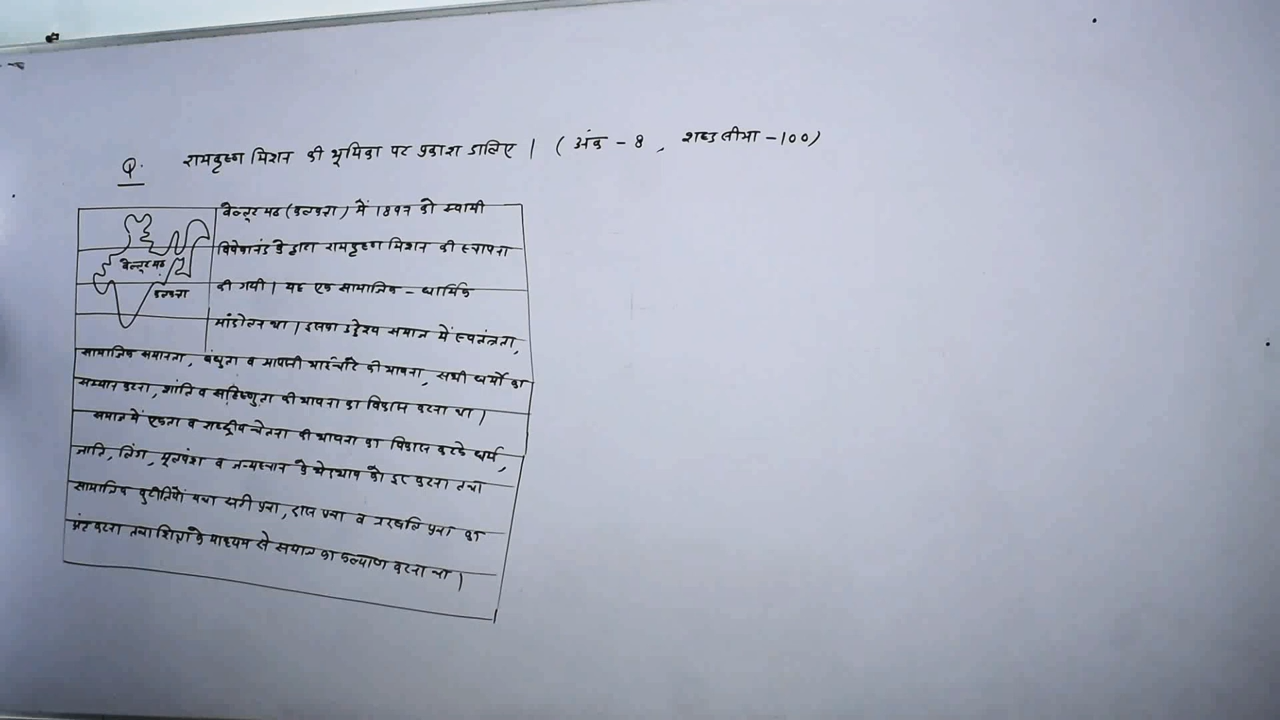 Q. रामकृष्ण मिशन की भूमिका पर प्रकाश डालिए। (अंक - 8, शब्द सीमा - 100)
बेल्लूर मठ
कलकत्ता
बेल्लूर मठ (कलकत्ता) में 1897 को स्वामी
विवेकानंद के द्वारा रामकृष्ण मिशन की स्थापना
की गयी। यह एक सामाजिक - धार्मिक
आंदोलन था। इसका उद्देश्य समाज में स्वतंत्रता,
सामाजिक समानता, बंधुता व आपसी भाईचारे की भावना, सभी धर्मों का
सम्मान करना, शांति व सहिष्णुता की भावना का विकास करना था।
समाज में एकता व राष्ट्रीय चेतना की भावना का विकास करके धर्म,
जाति, लिंग, मूलवंश व जन्मस्थान के भेदभाव को दूर करना तथा
सामाजिक कुरीतियों यथा सती प्रथा, दास प्रथा व नरबलि प्रथा का
अंत करना तथा शिक्षा के माध्यम से समाज का कल्याण करना था।